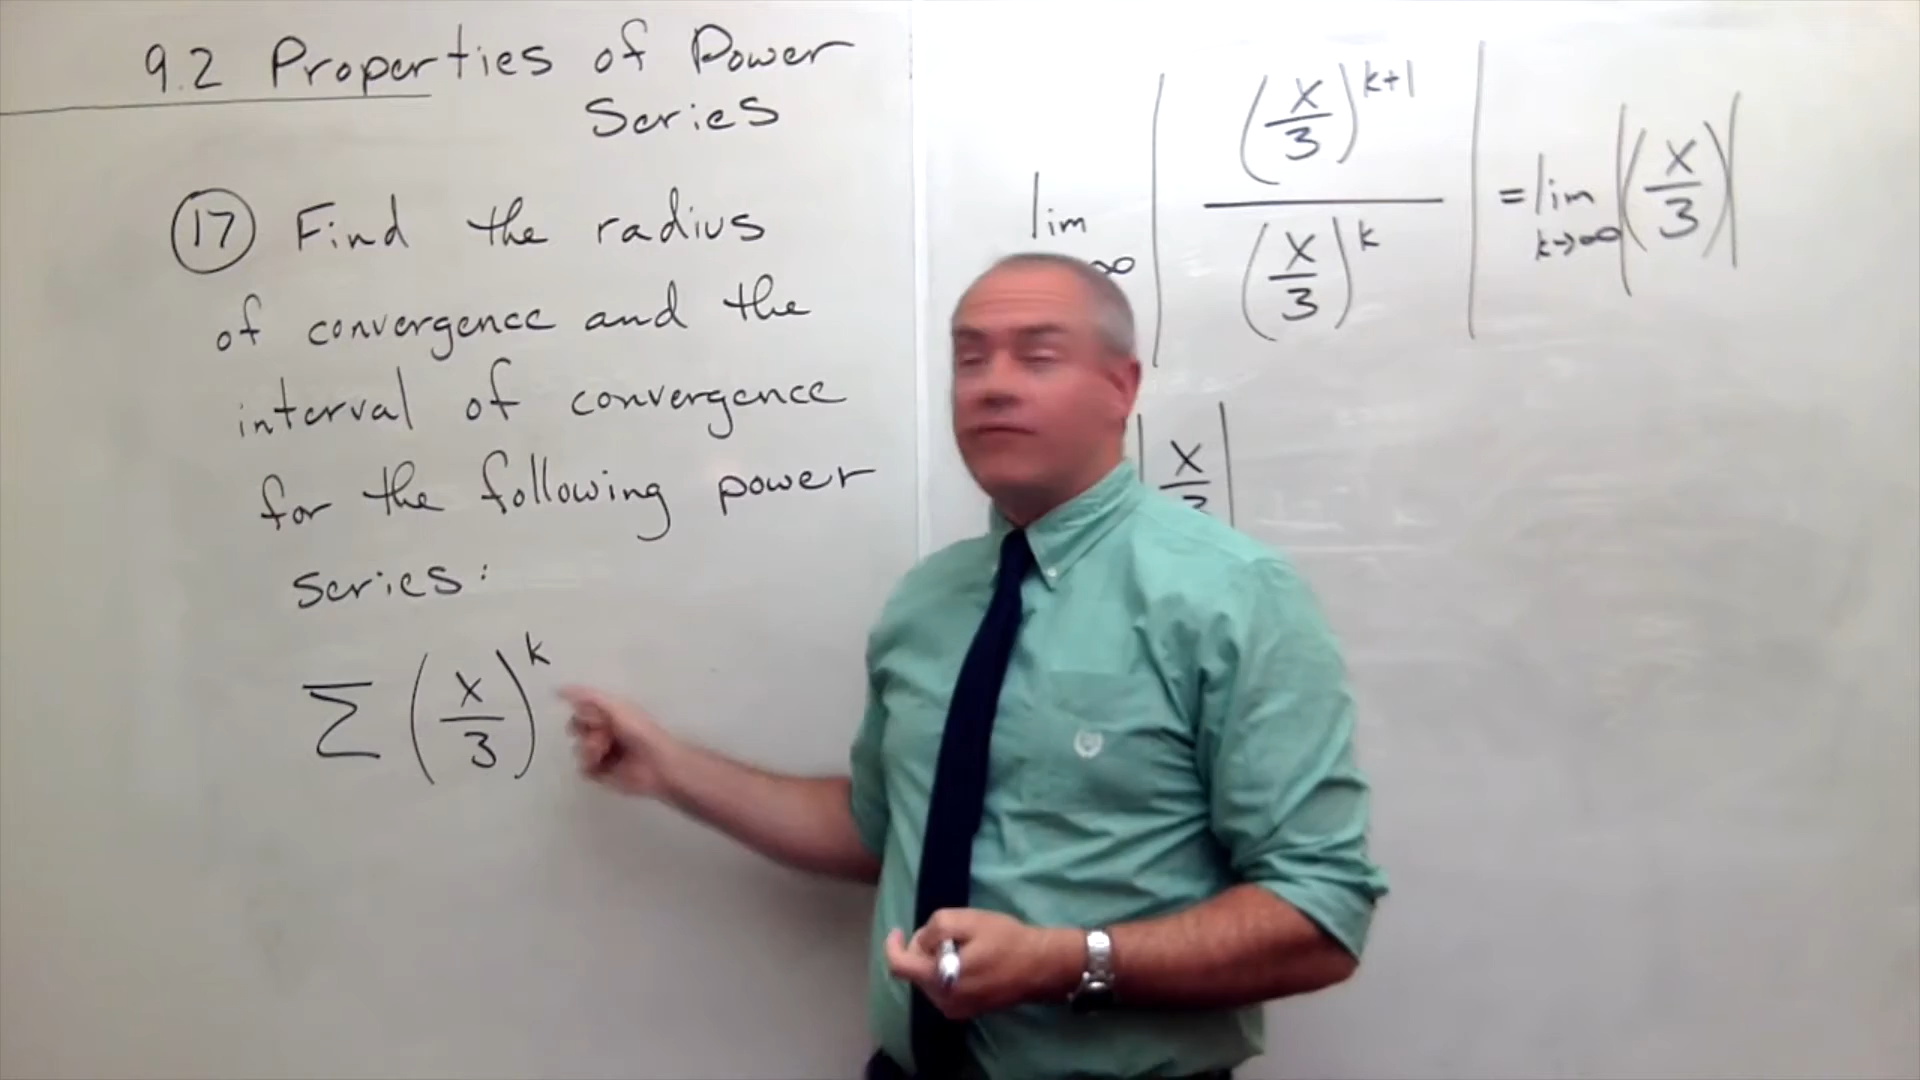 9.2 Properties of Power
Series
17 Find the radius
of convergence and the
interval of convergence
for the following power
series:
∑ (x/3)^k
lim ∞ | (x/3)^(k+1) / (x/3)^k | = lim k→∞ |(x/3)|
|x/3|